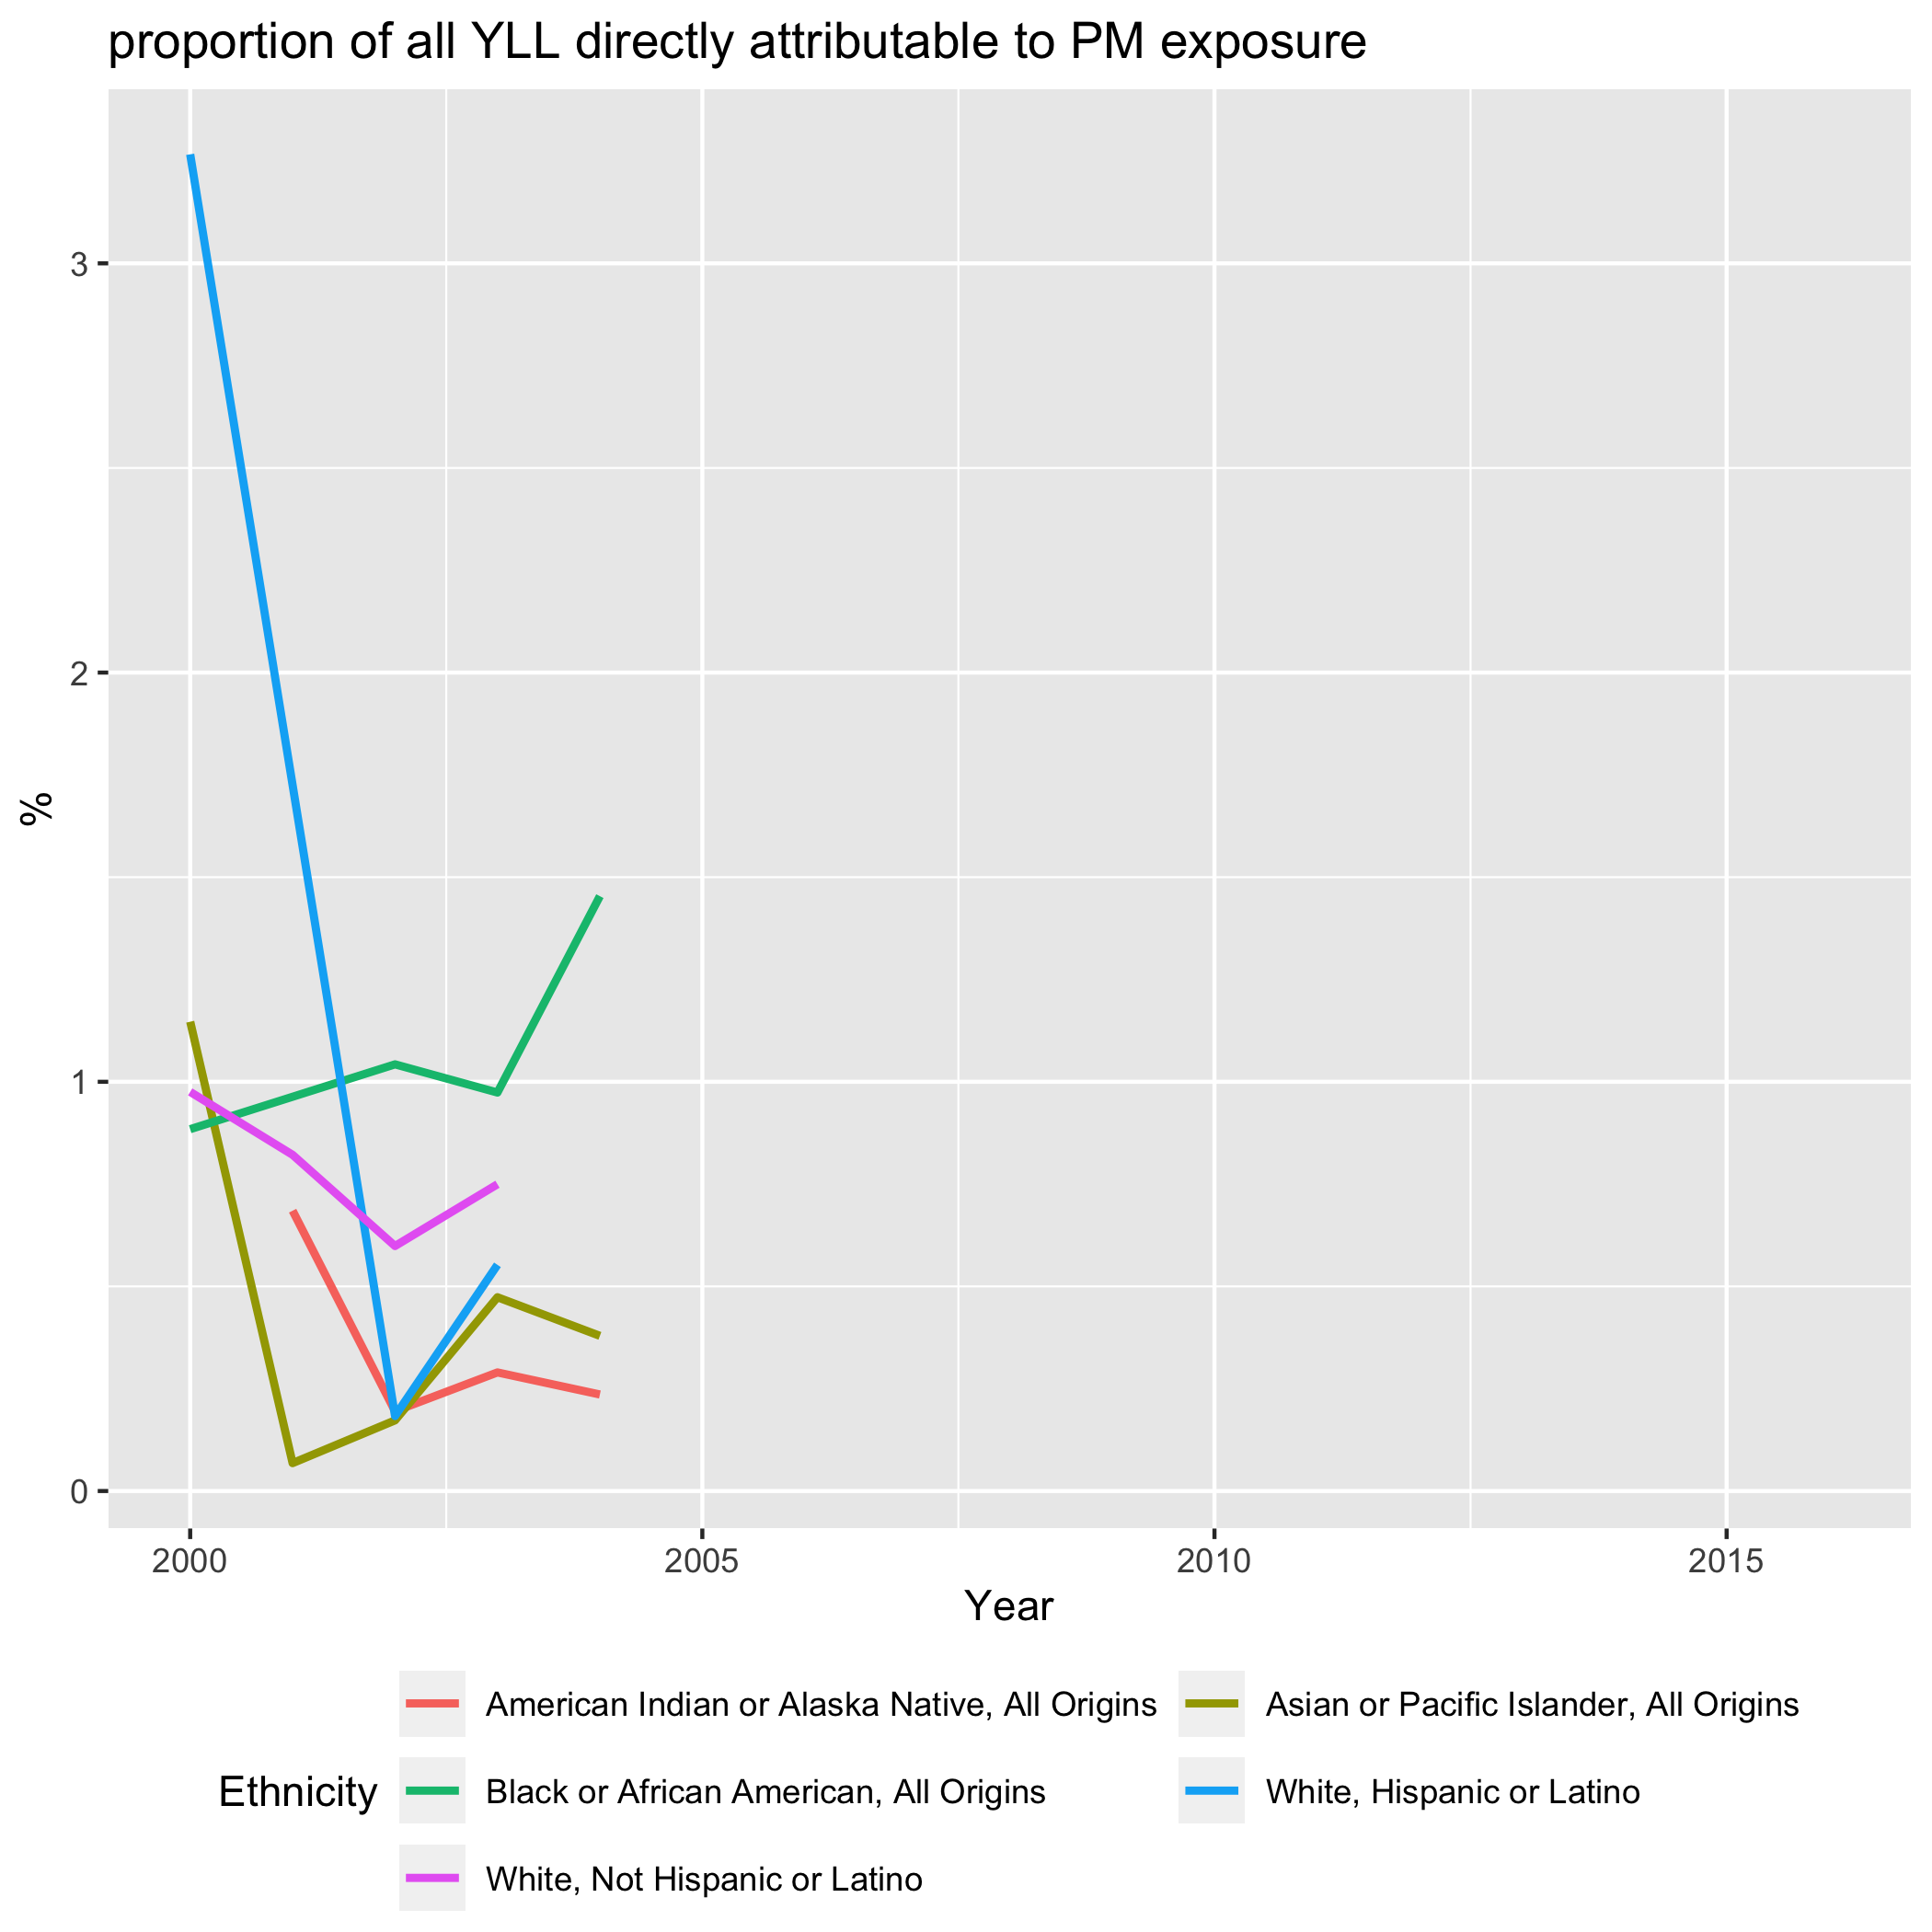 proportion of all YLL directly attributable to PM exposure
%
3
2
1
0
2000 2005 2010 2015
Year
Ethnicity
American Indian or Alaska Native, All Origins
Asian or Pacific Islander, All Origins
Black or African American, All Origins
White, Hispanic or Latino
White, Not Hispanic or Latino